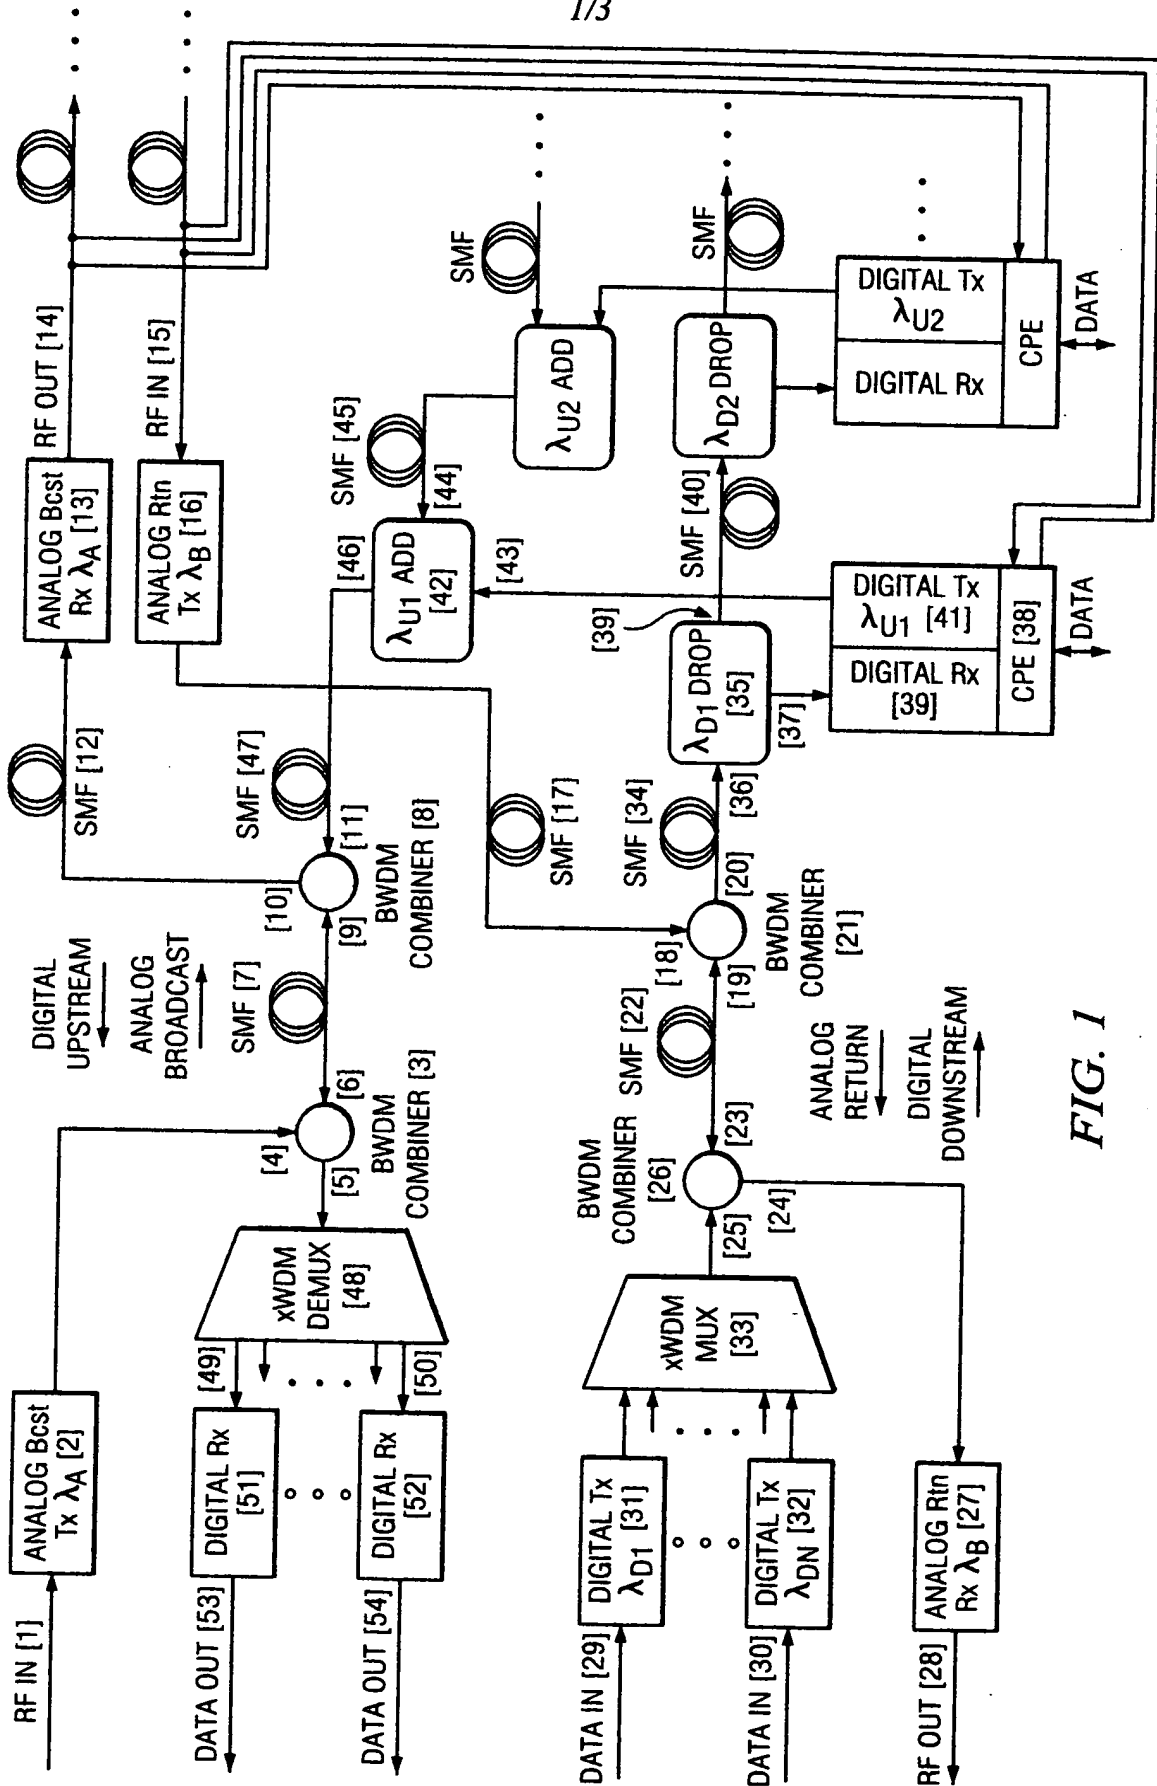 1/3
RF IN [1]
ANALOG Bcst
Tx λA [2]
DIGITAL
UPSTREAM
ANALOG
BROADCAST
SMF [12]
ANALOG Bcst
Rx λA [13]
RF OUT [14]
ANALOG Rtn
Tx λB [16]
RF IN [15]
DATA OUT [53]
DIGITAL Rx
[51]
[49]
xWDM
DEMUX
[48]
[50]
DATA OUT [54]
DIGITAL Rx
[52]
[4]
[5]
[6]
BWDM
COMBINER [3]
SMF [7]
[9]
[10]
[11]
BWDM
COMBINER [8]
SMF [47]
[46]
λU1 ADD
[42]
[44]
[43]
SMF [45]
λU2 ADD
SMF
SMF [17]
DATA IN [29]
DIGITAL Tx
λD1 [31]
DATA IN [30]
DIGITAL Tx
λDN [32]
xWDM
MUX
[33]
BWDM
COMBINER
[26]
[25]
[24]
[23]
SMF [22]
[18]
[19]
[20]
BWDM
COMBINER
[21]
SMF [34]
[36]
λD1 DROP
[35]
[37]
[39]
SMF [40]
λD2 DROP
SMF
RF OUT [28]
ANALOG Rtn
Rx λB [27]
ANALOG
RETURN
DIGITAL
DOWNSTREAM
DIGITAL Rx
[39]
DIGITAL Tx
λU1 [41]
CPE [38]
DATA
DIGITAL Rx
DIGITAL Tx
λU2
CPE
DATA
FIG. 1